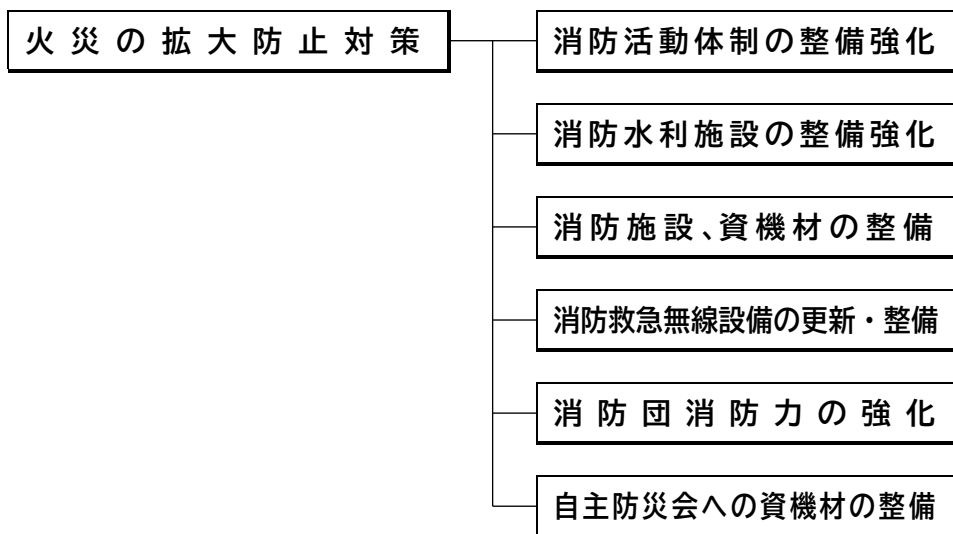 火災の拡大防止対策
消防活動体制の整備強化
消防水利施設の整備強化
消防施設、資機材の整備
消防救急無線設備の更新・整備
消防団消防力の強化
自主防災会への資機材の整備